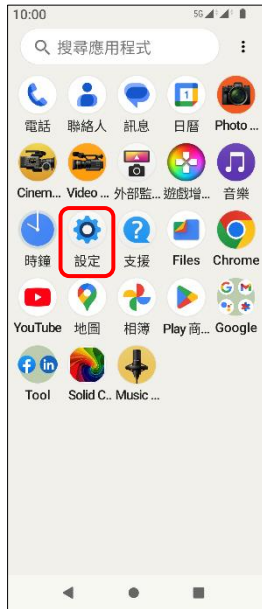 10:00 5G
搜尋應用程式
電話 聯絡人 訊息 日曆 Photo ...
Cinem... Video ... 外部監... 遊戲增... 音樂
時鐘 設定 支援 Files Chrome
YouTube 地圖 相簿 Play 商... Google
Tool Solid C.. Music ...